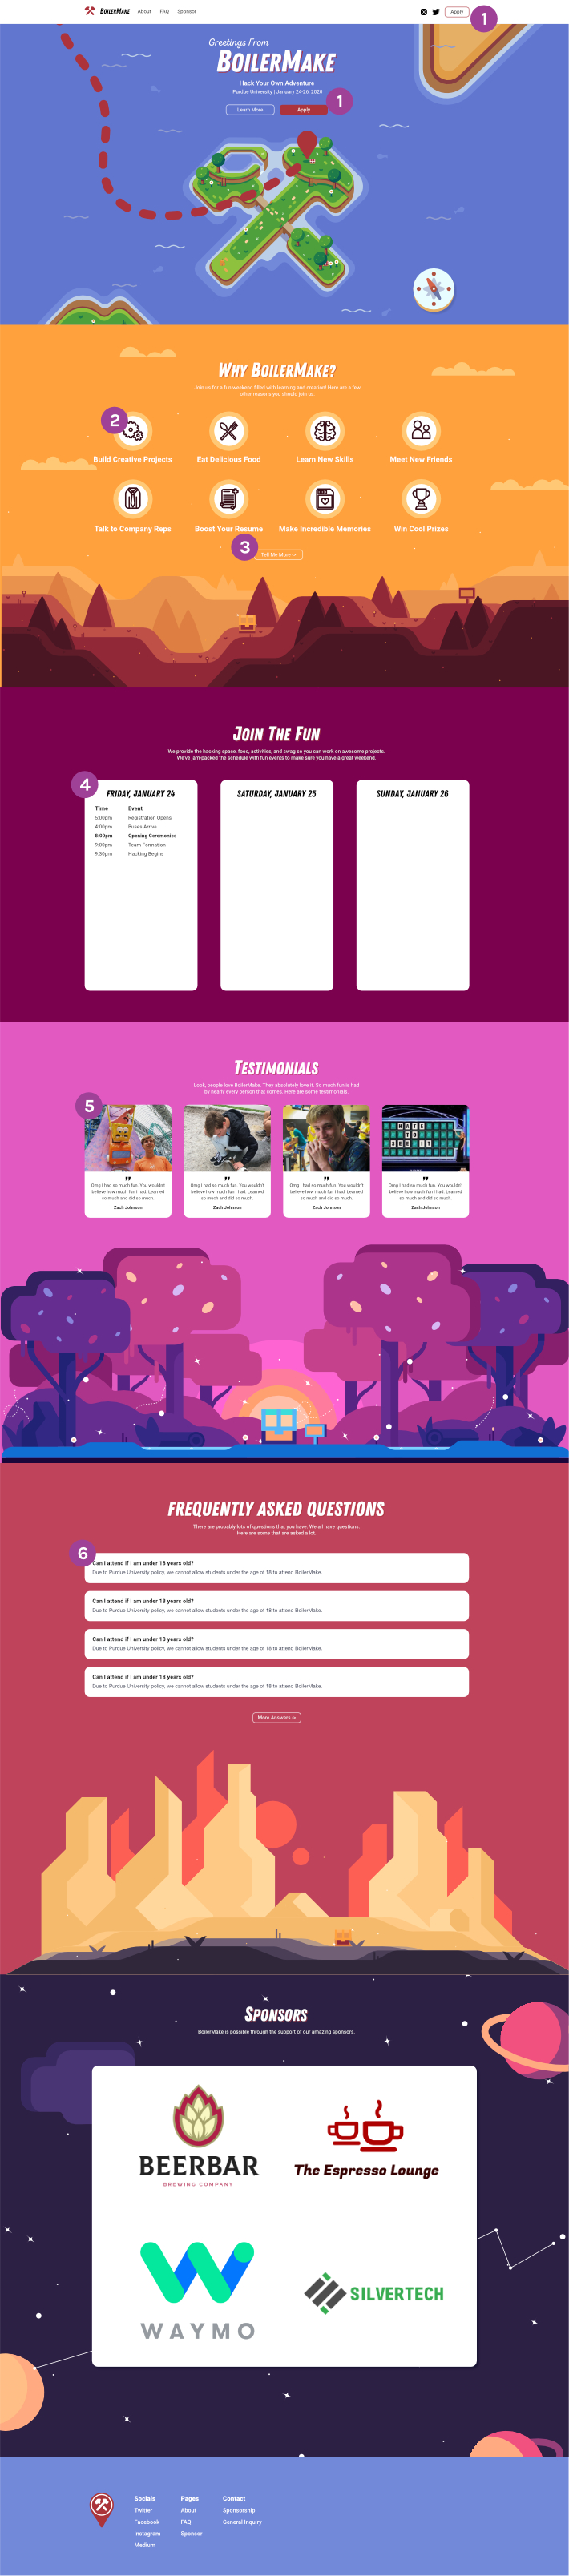 BOILERMAKE About FAQ Sponsor Apply 1
Greetings From
BOILERMAKE
Hack Your Own Adventure
Purdue University | January 24-26, 2020
1
Learn More Apply
WHY BOILERMAKE?
Join us for a fun weekend filled with learning and creation! Here are a few
other reasons you should join us:
2
Build Creative Projects Eat Delicious Food Learn New Skills Meet New Friends
Talk to Company Reps Boost Your Resume Make Incredible Memories Win Cool Prizes
3
Tell Me More ->
JOIN THE FUN
We provide the hacking space, food, activities, and swag so you can work on awesome projects.
We've jam-packed the schedule with fun events to make sure you have a great weekend.
4
FRIDAY, JANUARY 24 SATURDAY, JANUARY 25 SUNDAY, JANUARY 26
Time Event
5:00pm Registration Opens
4:00pm Buses Arrive
8:00pm Opening Ceremonies
9:00pm Team Formation
9:30pm Hacking Begins
TESTIMONIALS
Look, people love BoilerMake. They absolutely love it. So much fun is had
by nearly every person that comes. Here are some testimonials.
5
Omg I had so much fun. You wouldn't Omg I had so much fun. You wouldn't Omg I had so much fun. You wouldn't Omg I had so much fun. You wouldn't
believe how much fun I had. Learned believe how much fun I had. Learned believe how much fun I had. Learned believe how much fun I had. Learned
so much and did so much. so much and did so much. so much and did so much. so much and did so much.
Zach Johnson Zach Johnson Zach Johnson Zach Johnson
FREQUENTLY ASKED QUESTIONS
There are probably lots of questions that you have. We all have questions.
Here are some that are asked a lot.
6
Can I attend if I am under 18 years old?
Due to Purdue University policy, we cannot allow students under the age of 18 to attend BoilerMake.
Can I attend if I am under 18 years old?
Due to Purdue University policy, we cannot allow students under the age of 18 to attend BoilerMake.
Can I attend if I am under 18 years old?
Due to Purdue University policy, we cannot allow students under the age of 18 to attend BoilerMake.
Can I attend if I am under 18 years old?
Due to Purdue University policy, we cannot allow students under the age of 18 to attend BoilerMake.
More Answers ->
SPONSORS
BoilerMake is possible through the support of our amazing sponsors.
BEERBAR
BREWING COMPANY
The Espresso Lounge
WAYMO
SILVERTECH
Socials Pages Contact
Twitter About Sponsorship
Facebook FAQ General Inquiry
Instagram Sponsor
Medium